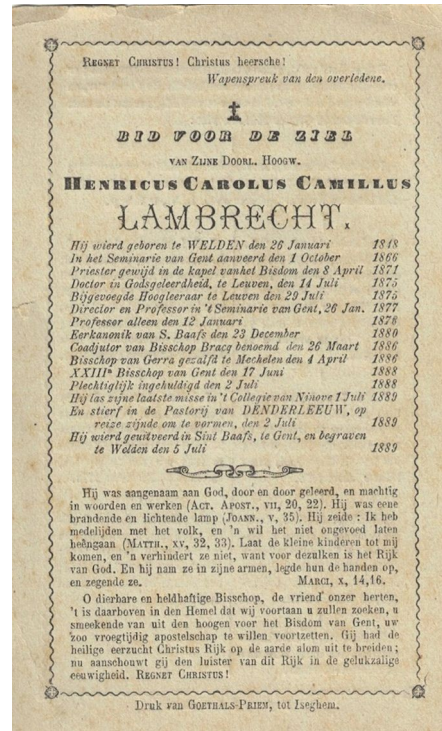 REGNET CHRISTUS! Christus heersche!
Wapenspreuk van den overledene.
BID VOOR DE ZIEL
VAN ZIJNE DOORL. HOOGW.
HENRICUS CAROLUS CAMILLUS
LAMBRECHT.
Hij wierd geboren te WELDEN den 26 Januari 1848
In het Seminarie van Gent aanveerd den 1 October 1866
Priester gewijd in de kapel van het Bisdom den 8 April 1871
Doctor in Godsgeleerdheid, te Leuven, den 14 Juli 1875
Bijgevoegde Hoogleeraar te Leuven den 29 Juli 1875
Director en Professor in 't Seminarie van Gent, 26 Jan. 1877
Professor alleen den 12 Januari 1878
Eerkanonik van S. Baafs den 23 December 1880
Coadjutor van Bisschop Bracq benoemd den 26 Maart 1886
Bisschop van Gerra gezalfd te Mechelen den 4 April 1886
XXIIIn Bisschop van Gent den 17 Juni 1888
Plechtiglijk ingehuldigd den 2 Juli 1888
Hij las zijne laatste misse in 't Collegie van Ninove 1 Juli 1889
En stierf in de Pastorij van DENDERLEEUW, op
reize zijnde om te vormen, den 2 Juli 1889
Hij wierd geuitveerd in Sint Baafs, te Gent, en begraven
te Welden den 5 Juli 1889
Hij was aangenaam aan God, door en door geleerd, en machtig
in woorden en werken (ACT. APOST., VII, 20, 22). Hij was eene
brandende en lichtende lamp (JOANN., V, 35). Hij zeide : Ik heb
medelijden met het volk, en 'n wil het niet ongevoed laten
heêngaan (MATTH., XV, 32, 33). Laat de kleine kinderen tot mij
komen, en 'n verhindert ze niet, want voor dezulken is het Rijk
van God. En hij nam ze in zijne armen, legde hun de handen op,
en zegende ze. MARCI, X, 14,16.
O dierbare en heldhaftige Bisschop, de vriend onzer herten,
't is daarboven in den Hemel dat wij voortaan u zullen zoeken, u
smeekende van uit den hoogen voor het Bisdom van Gent, uw
zoo vroegtijdig apostelschap te willen voortzetten. Gij had de
heilige eerzucht Christus Rijk op de aarde alom uit te breiden;
nu aanschouwt gij den luister van dit Rijk in de gelukzalige
eeuwigheid. REGNET CHRISTUS!
Druk van GOETHALS-PRIEM, tot Iseghem.